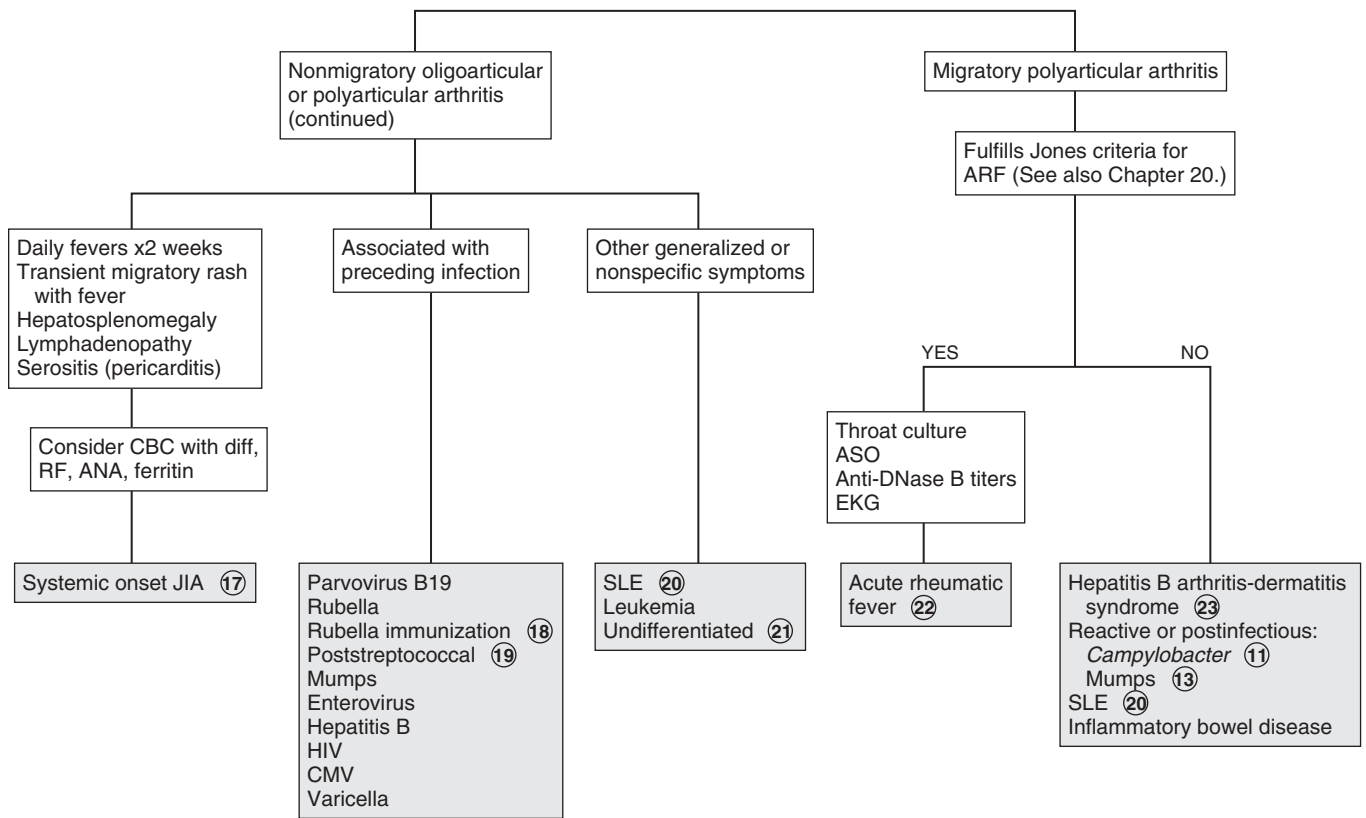 Nonmigratory oligoarticular
or polyarticular arthritis
(continued)
Migratory polyarticular arthritis
Fulfills Jones criteria for
ARF (See also Chapter 20.)
Daily fevers x2 weeks
Transient migratory rash
with fever
Hepatosplenomegaly
Lymphadenopathy
Serositis (pericarditis)
Associated with
preceding infection
Other generalized or
nonspecific symptoms
YES
NO
Consider CBC with diff,
RF, ANA, ferritin
Throat culture
ASO
Anti-DNase B titers
EKG
Systemic onset JIA 17
Parvovirus B19
Rubella
Rubella immunization 18
Poststreptococcal 19
Mumps
Enterovirus
Hepatitis B
HIV
CMV
Varicella
SLE 20
Leukemia
Undifferentiated 21
Acute rheumatic
fever 22
Hepatitis B arthritis-dermatitis
syndrome 23
Reactive or postinfectious:
Campylobacter 11
Mumps 13
SLE 20
Inflammatory bowel disease